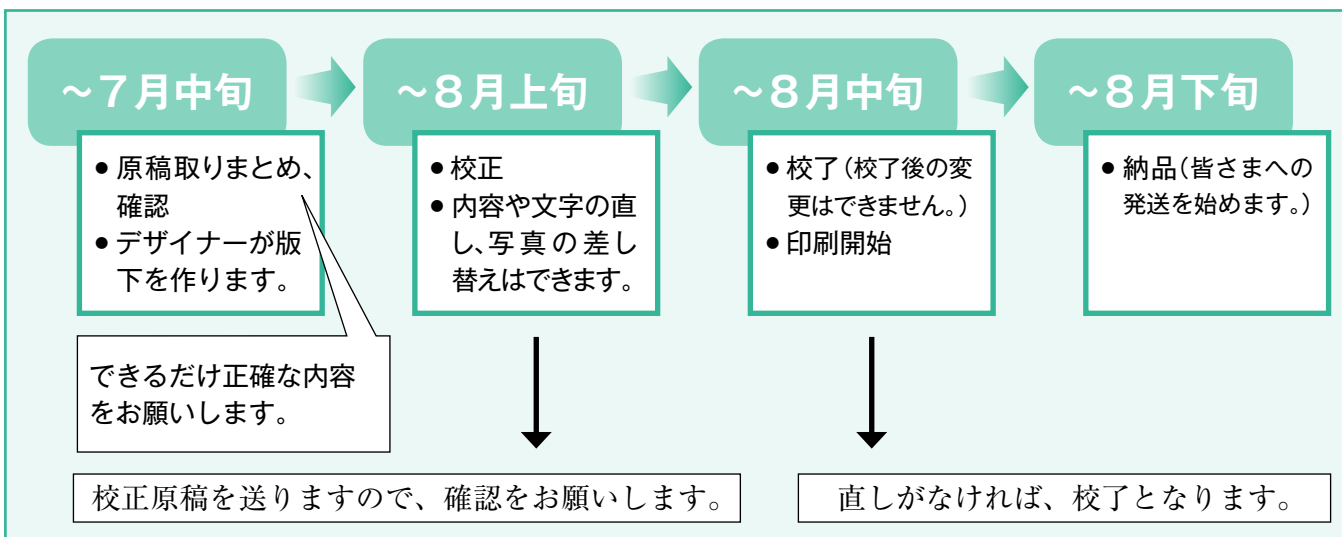 ～７月中旬
～８月上旬
～８月中旬
～８月下旬
● 原稿取りまとめ、
確認
● デザイナーが版
下を作ります。
● 校正
● 内容や文字の直
し、写真の差し
替えはできます。
● 校了（校了後の変
更はできません。）
● 印刷開始
● 納品（皆さまへの
発送を始めます。）
できるだけ正確な内容
をお願いします。
校正原稿を送りますので、確認をお願いします。
直しがなければ、校了となります。